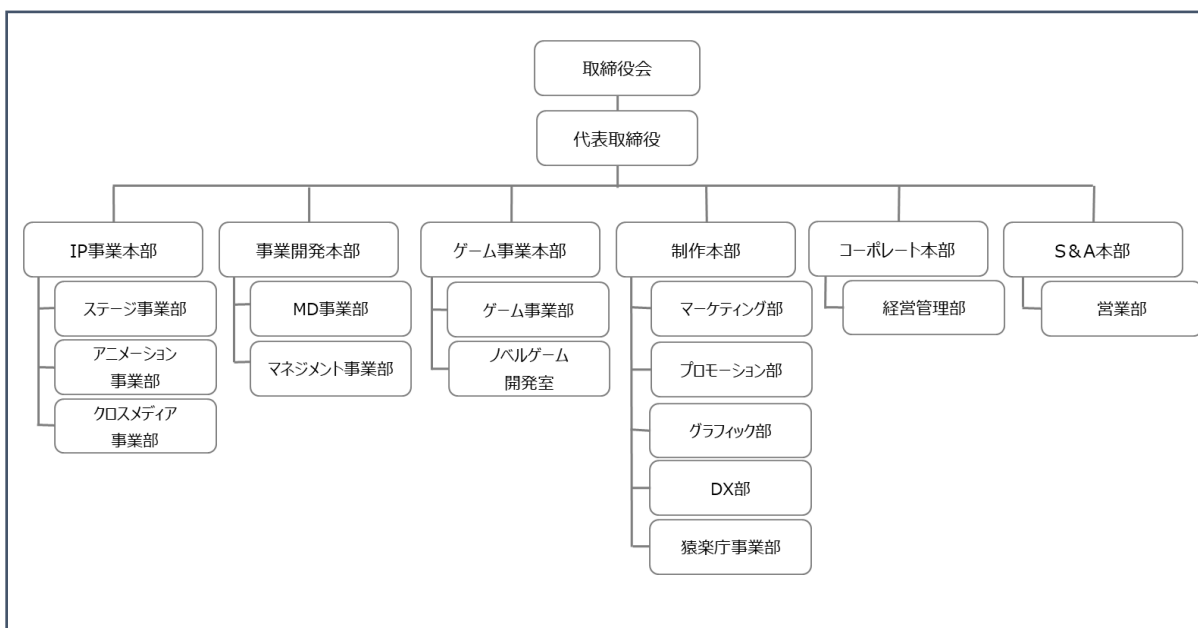 取締役会
代表取締役
IP事業本部
ステージ事業部
アニメーション
事業部
クロスメディア
事業部
事業開発本部
MD事業部
マネジメント事業部
ゲーム事業本部
ゲーム事業部
ノベルゲーム
開発室
制作本部
マーケティング部
プロモーション部
グラフィック部
DX部
猿楽庁事業部
コーポレート本部
経営管理部
S&A本部
営業部